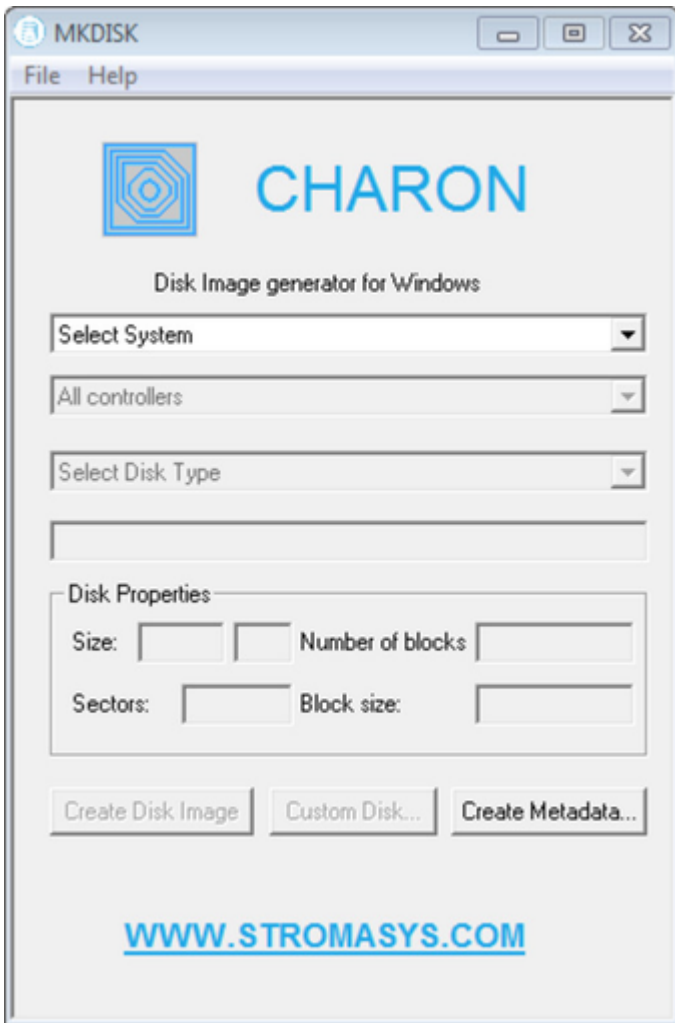 MKDISK
File Help
CHARON
Disk Image generator for Windows
Select System
All controllers
Select Disk Type
Disk Properties
Size: Number of blocks
Sectors: Block size:
Create Disk Image Custom Disk... Create Metadata...
WWW.STROMASYS.COM